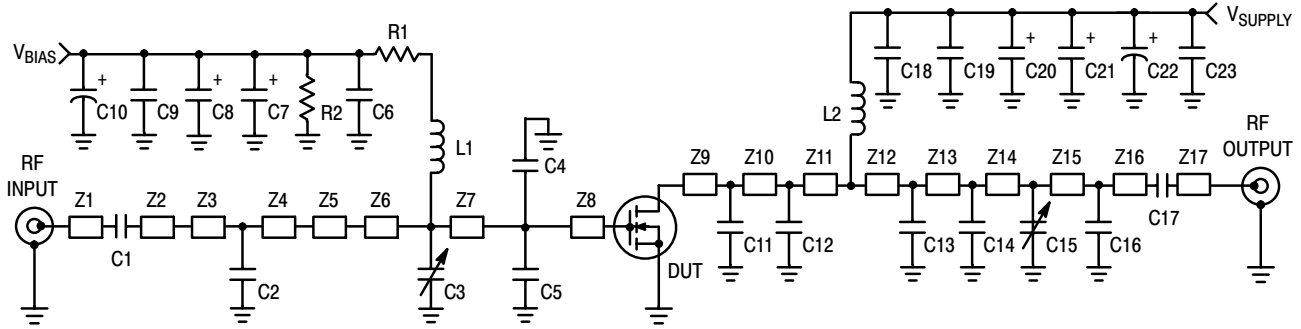 V_BIAS
R1
+
C10
C9
+
C8
+
C7
R2
C6
L1
C4
RF
INPUT
Z1
C1
Z2
Z3
C2
Z4
Z5
Z6
C3
Z7
C5
Z8
DUT
V_SUPPLY
C18
C19
+
C20
+
C21
+
C22
C23
L2
Z9
Z10
Z11
Z12
Z13
Z14
Z15
Z16
Z17
RF
OUTPUT
C11
C12
C13
C14
C15
C16
C17